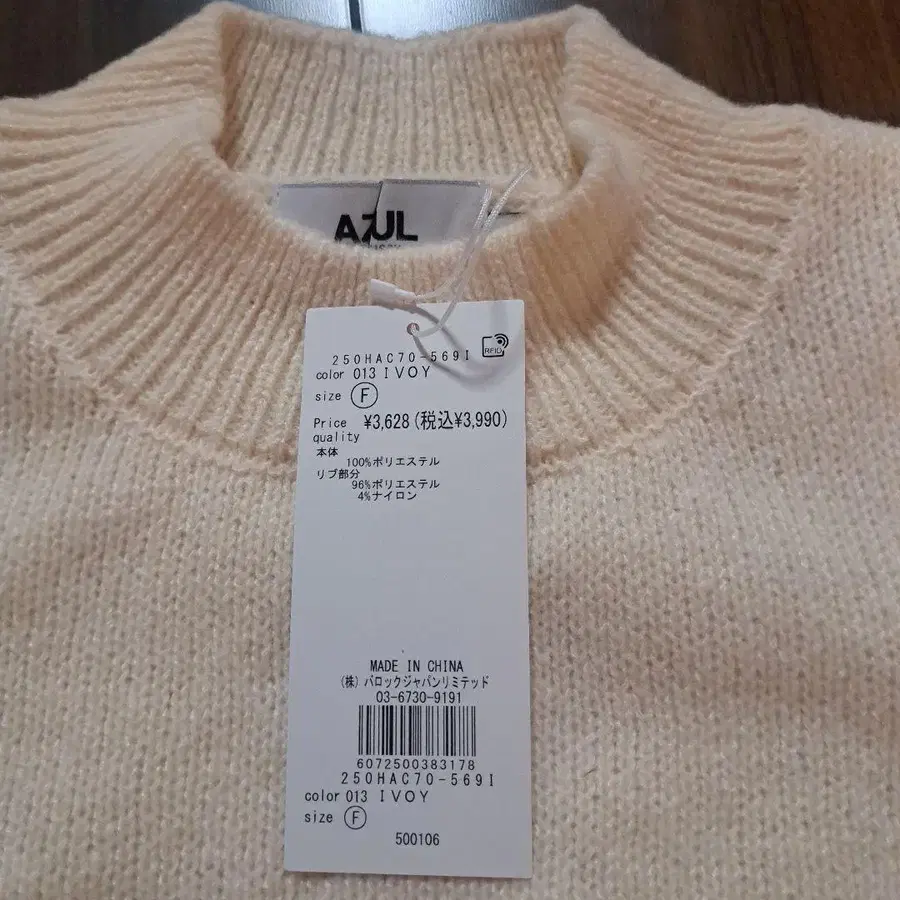 AZUL
250HAC70-569I
RFID
color 013 IVOY
size F
Price ¥3,628(税込¥3,990)
quality
本体
100%ポリエステル
リブ部分
96%ポリエステル
4%ナイロン
MADE IN CHINA
(株)バロックジャパンリミテッド
03-6730-9191
6072500383178
250HAC70-569I
color 013 IVOY
size F
500106